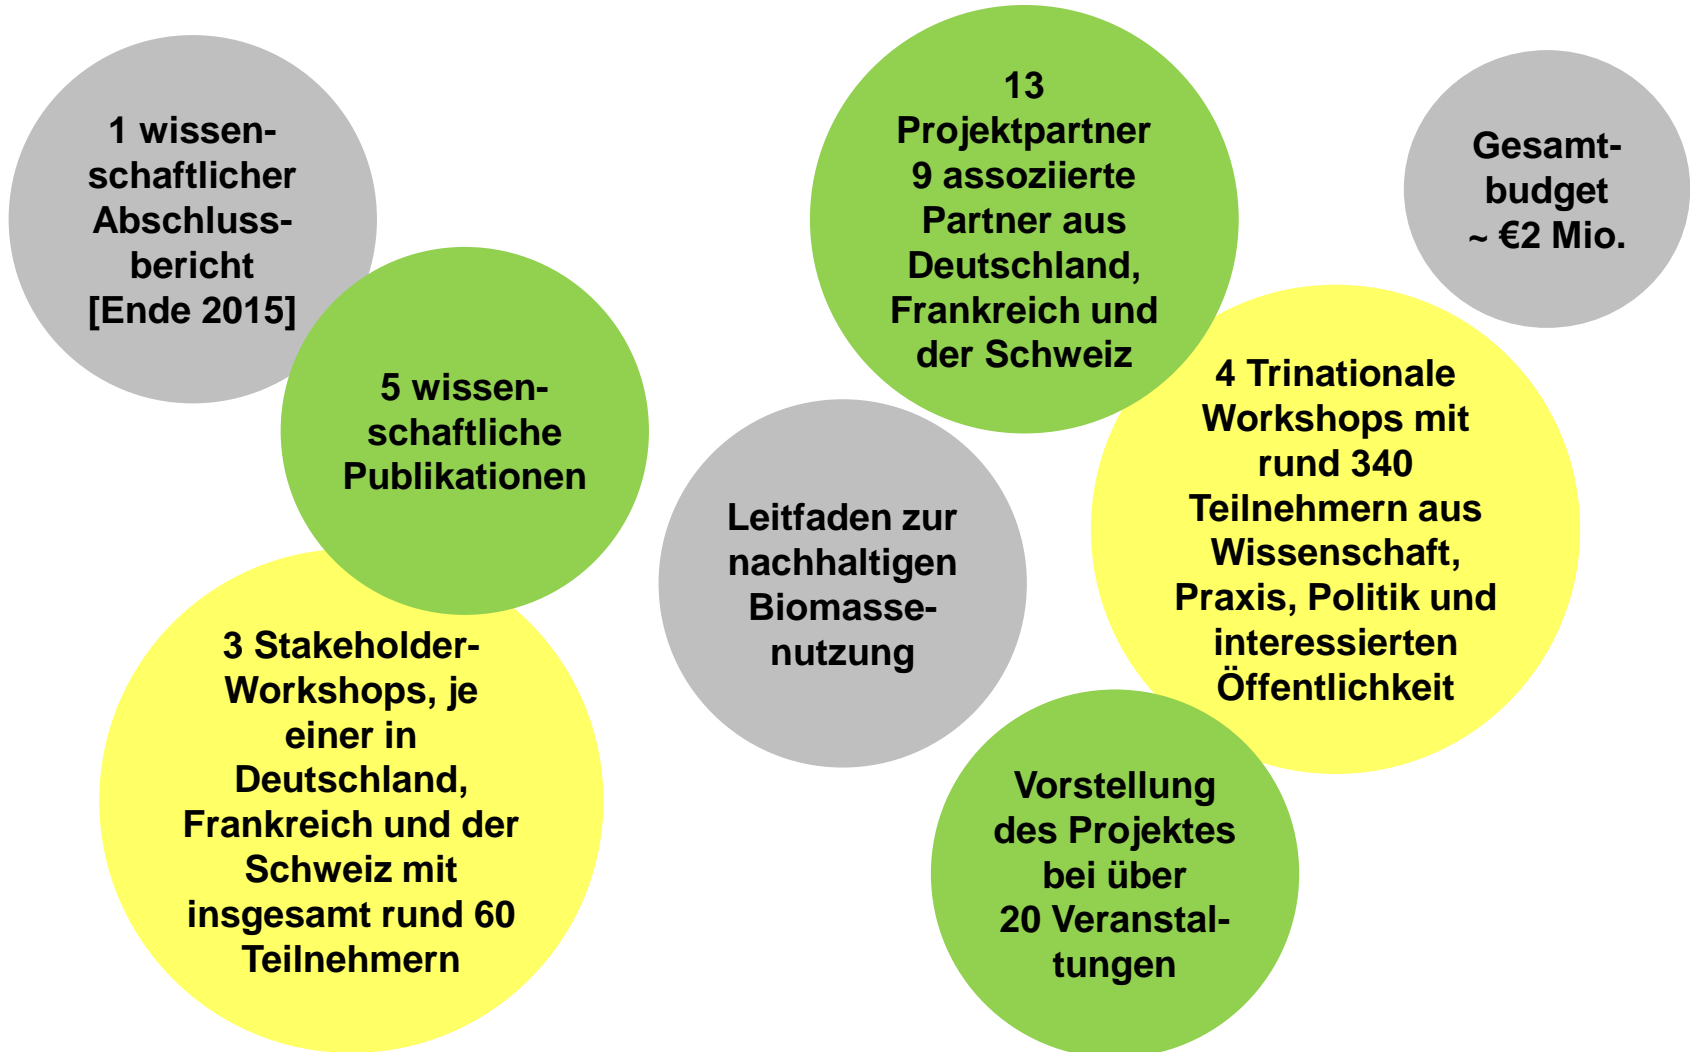 1 wissen-
schaftlicher
Abschluss-
bericht
[Ende 2015]
5 wissen-
schaftliche
Publikationen
3 Stakeholder-
Workshops, je
einer in
Deutschland,
Frankreich und der
Schweiz mit
insgesamt rund 60
Teilnehmern
Leitfaden zur
nachhaltigen
Biomasse-
nutzung
13
Projektpartner
9 assoziierte
Partner aus
Deutschland,
Frankreich und
der Schweiz
Gesamt-
budget
~ €2 Mio.
4 Trinationale
Workshops mit
rund 340
Teilnehmern aus
Wissenschaft,
Praxis, Politik und
interessierten
Öffentlichkeit
Vorstellung
des Projektes
bei über
20 Veranstal-
tungen